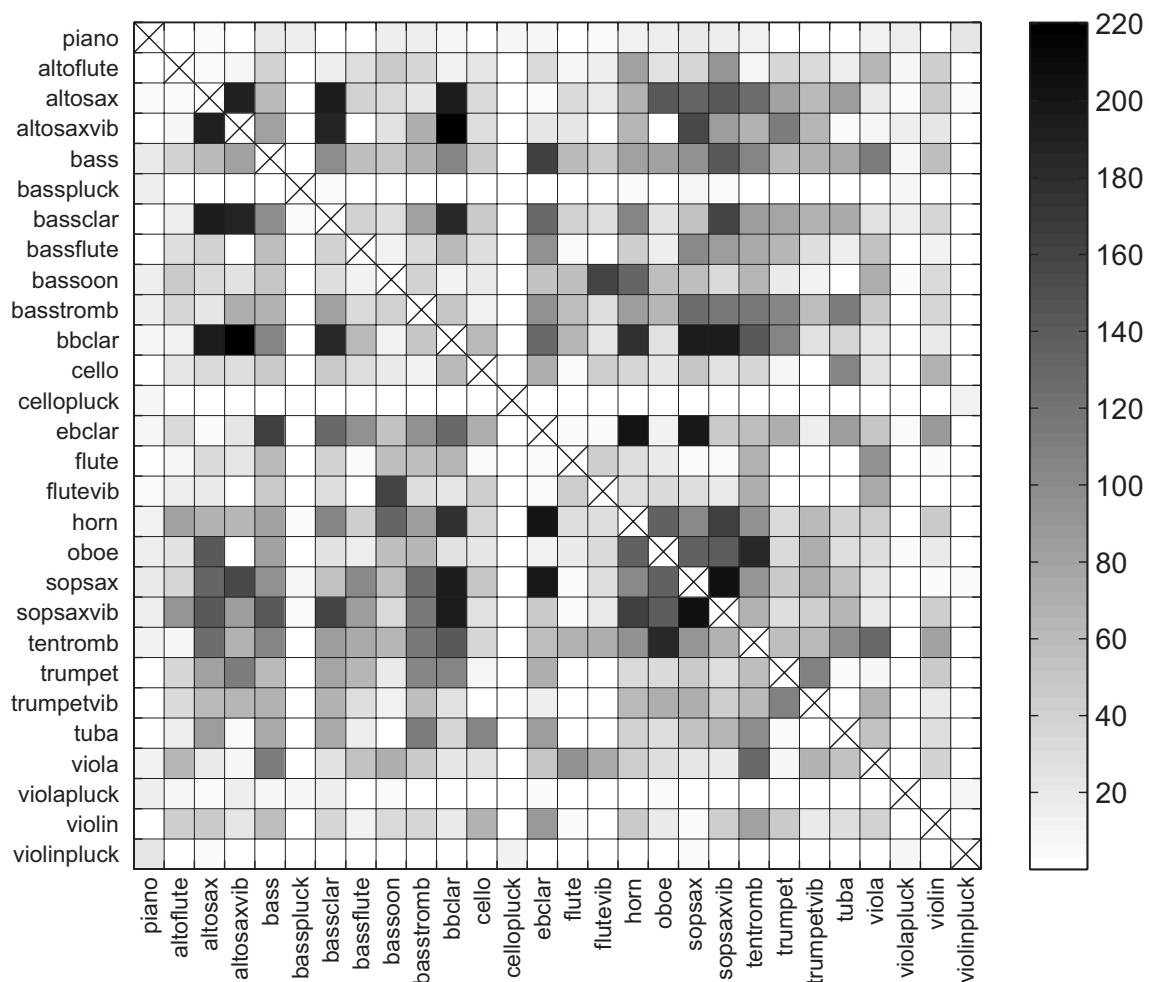 piano
altoflute
altosax
altosaxvib
bass
basspluck
bassclar
bassflute
bassoon
basstromb
bbclar
cello
cellopluck
ebclar
flute
flutevib
horn
oboe
sopsax
sopsaxvib
tentromb
trumpet
trumpetvib
tuba
viola
violapluck
violin
violinpluck
piano
altoflute
altosax
altosaxvib
bass
basspluck
bassclar
bassflute
bassoon
basstromb
bbclar
cello
cellopluck
ebclar
flute
flutevib
horn
oboe
sopsax
sopsaxvib
tentromb
trumpet
trumpetvib
tuba
viola
violapluck
violin
violinpluck
220
200
180
160
140
120
100
80
60
40
20